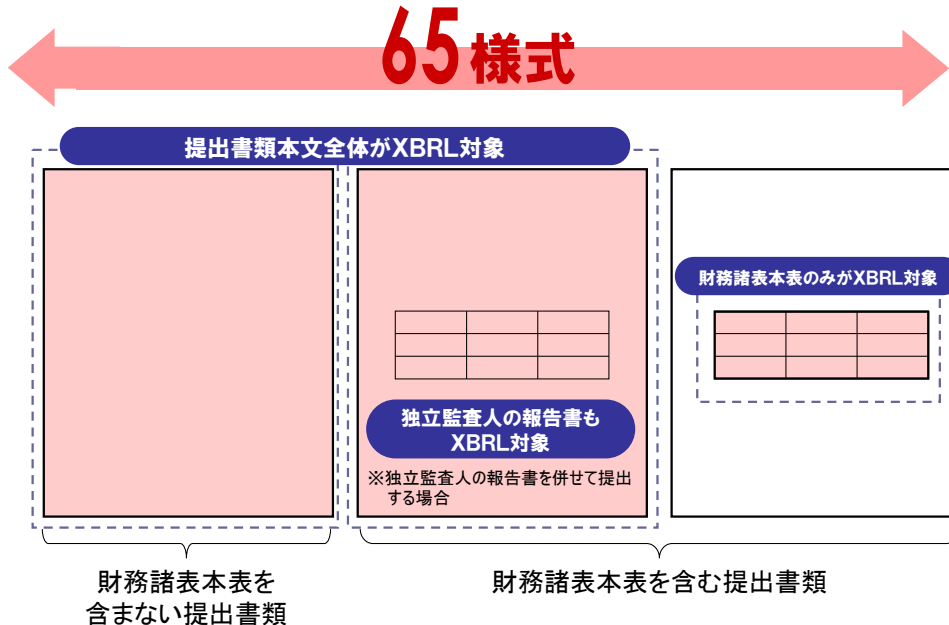 65様式
提出書類本文全体がXBRL対象
財務諸表本表のみがXBRL対象
独立監査人の報告書も
XBRL対象
※独立監査人の報告書を併せて提出
する場合
財務諸表本表を
含まない提出書類
財務諸表本表を含む提出書類